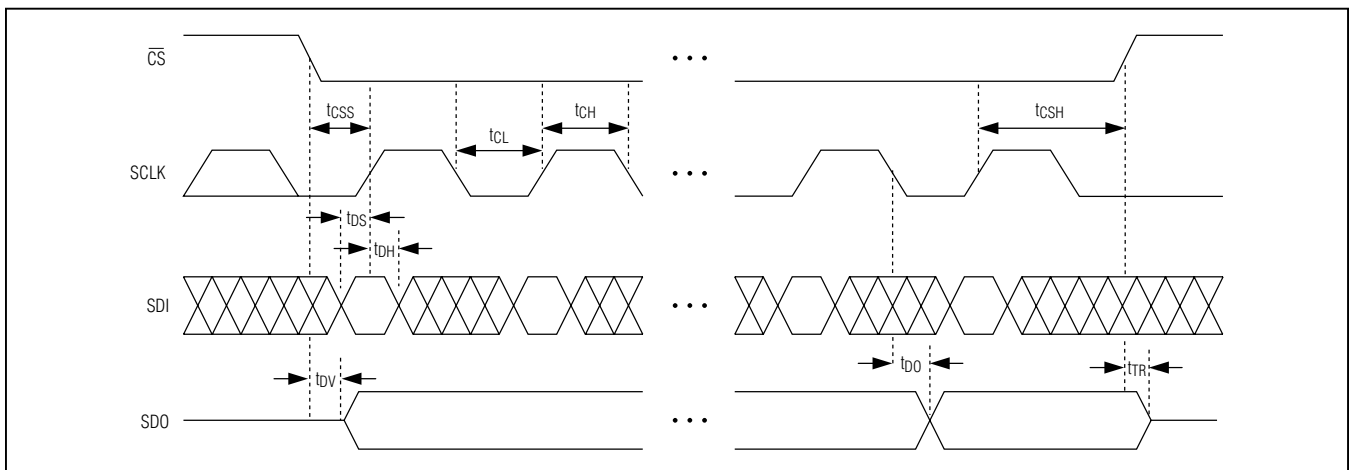 CS
tCSS
tCL
tCH
tCSH
SCLK
tDS
tDH
SDI
tDV
tDO
tTR
SDO